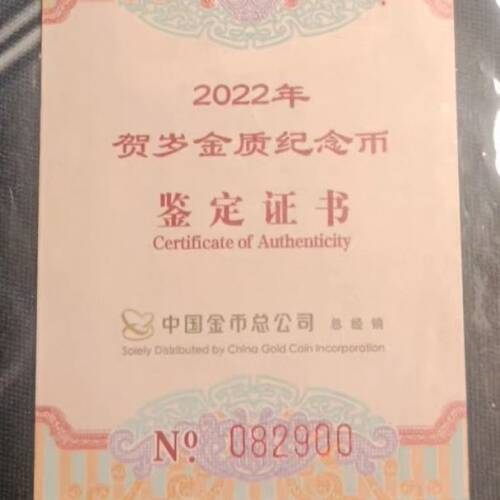 2022年
贺岁金质纪念币
鉴定证书
Certificate of Authenticity
中国金币总公司 总经销
Solely Distributed by China Gold Coin Incorporation
Nº 082900